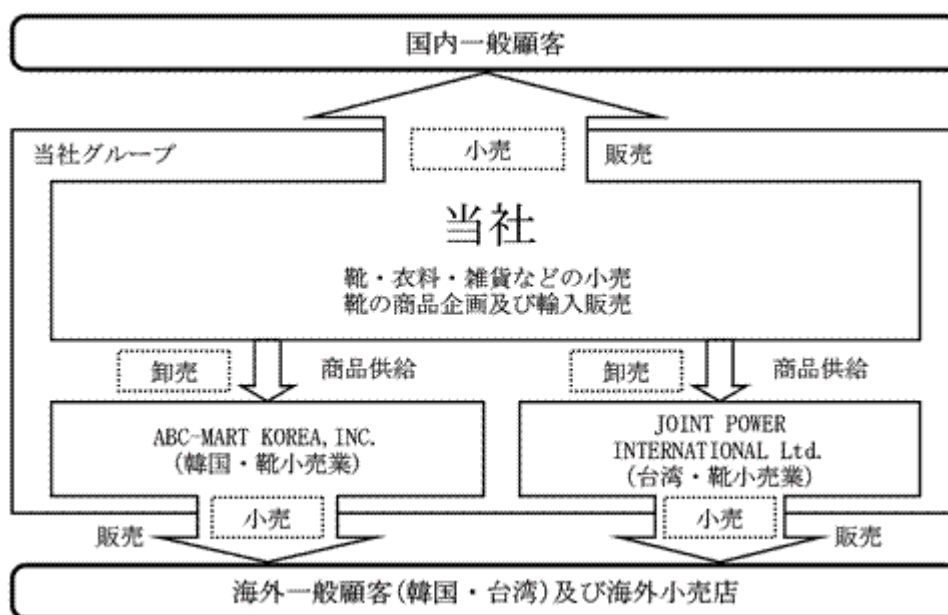 国内一般顧客
当社グループ
小売
販売
当社
靴・衣料・雑貨などの小売
靴の商品企画及び輸入販売
卸売
商品供給
卸売
商品供給
ABC-MART KOREA, INC.
(韓国・靴小売業)
JOINT POWER
INTERNATIONAL Ltd.
(台湾・靴小売業)
販売
小売
小売
販売
海外一般顧客(韓国・台湾)及び海外小売店